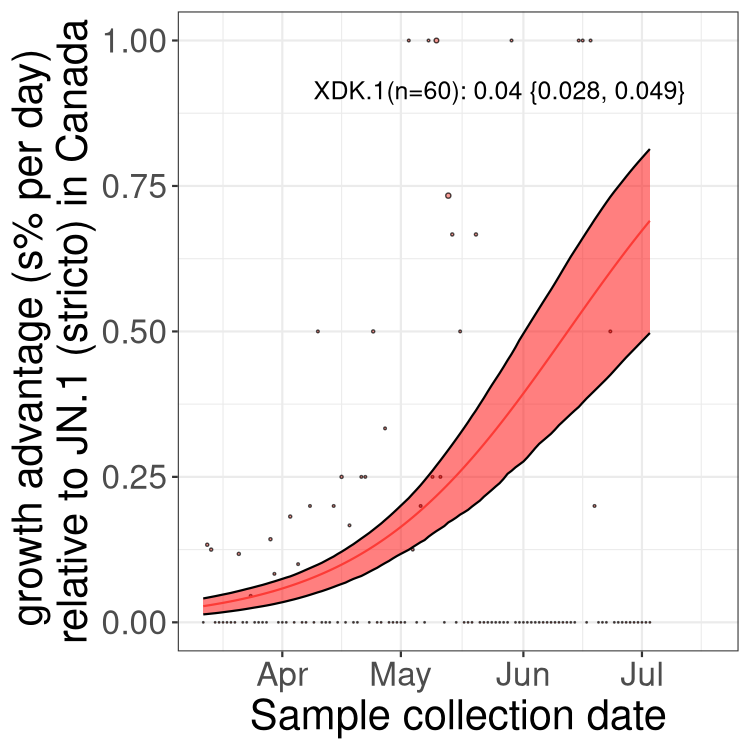 growth advantage (s% per day)
relative to JN.1 (stricto) in Canada
1.00
0.75
0.50
0.25
0.00
XDK.1(n=60): 0.04 {0.028, 0.049}
Apr May Jun Jul
Sample collection date